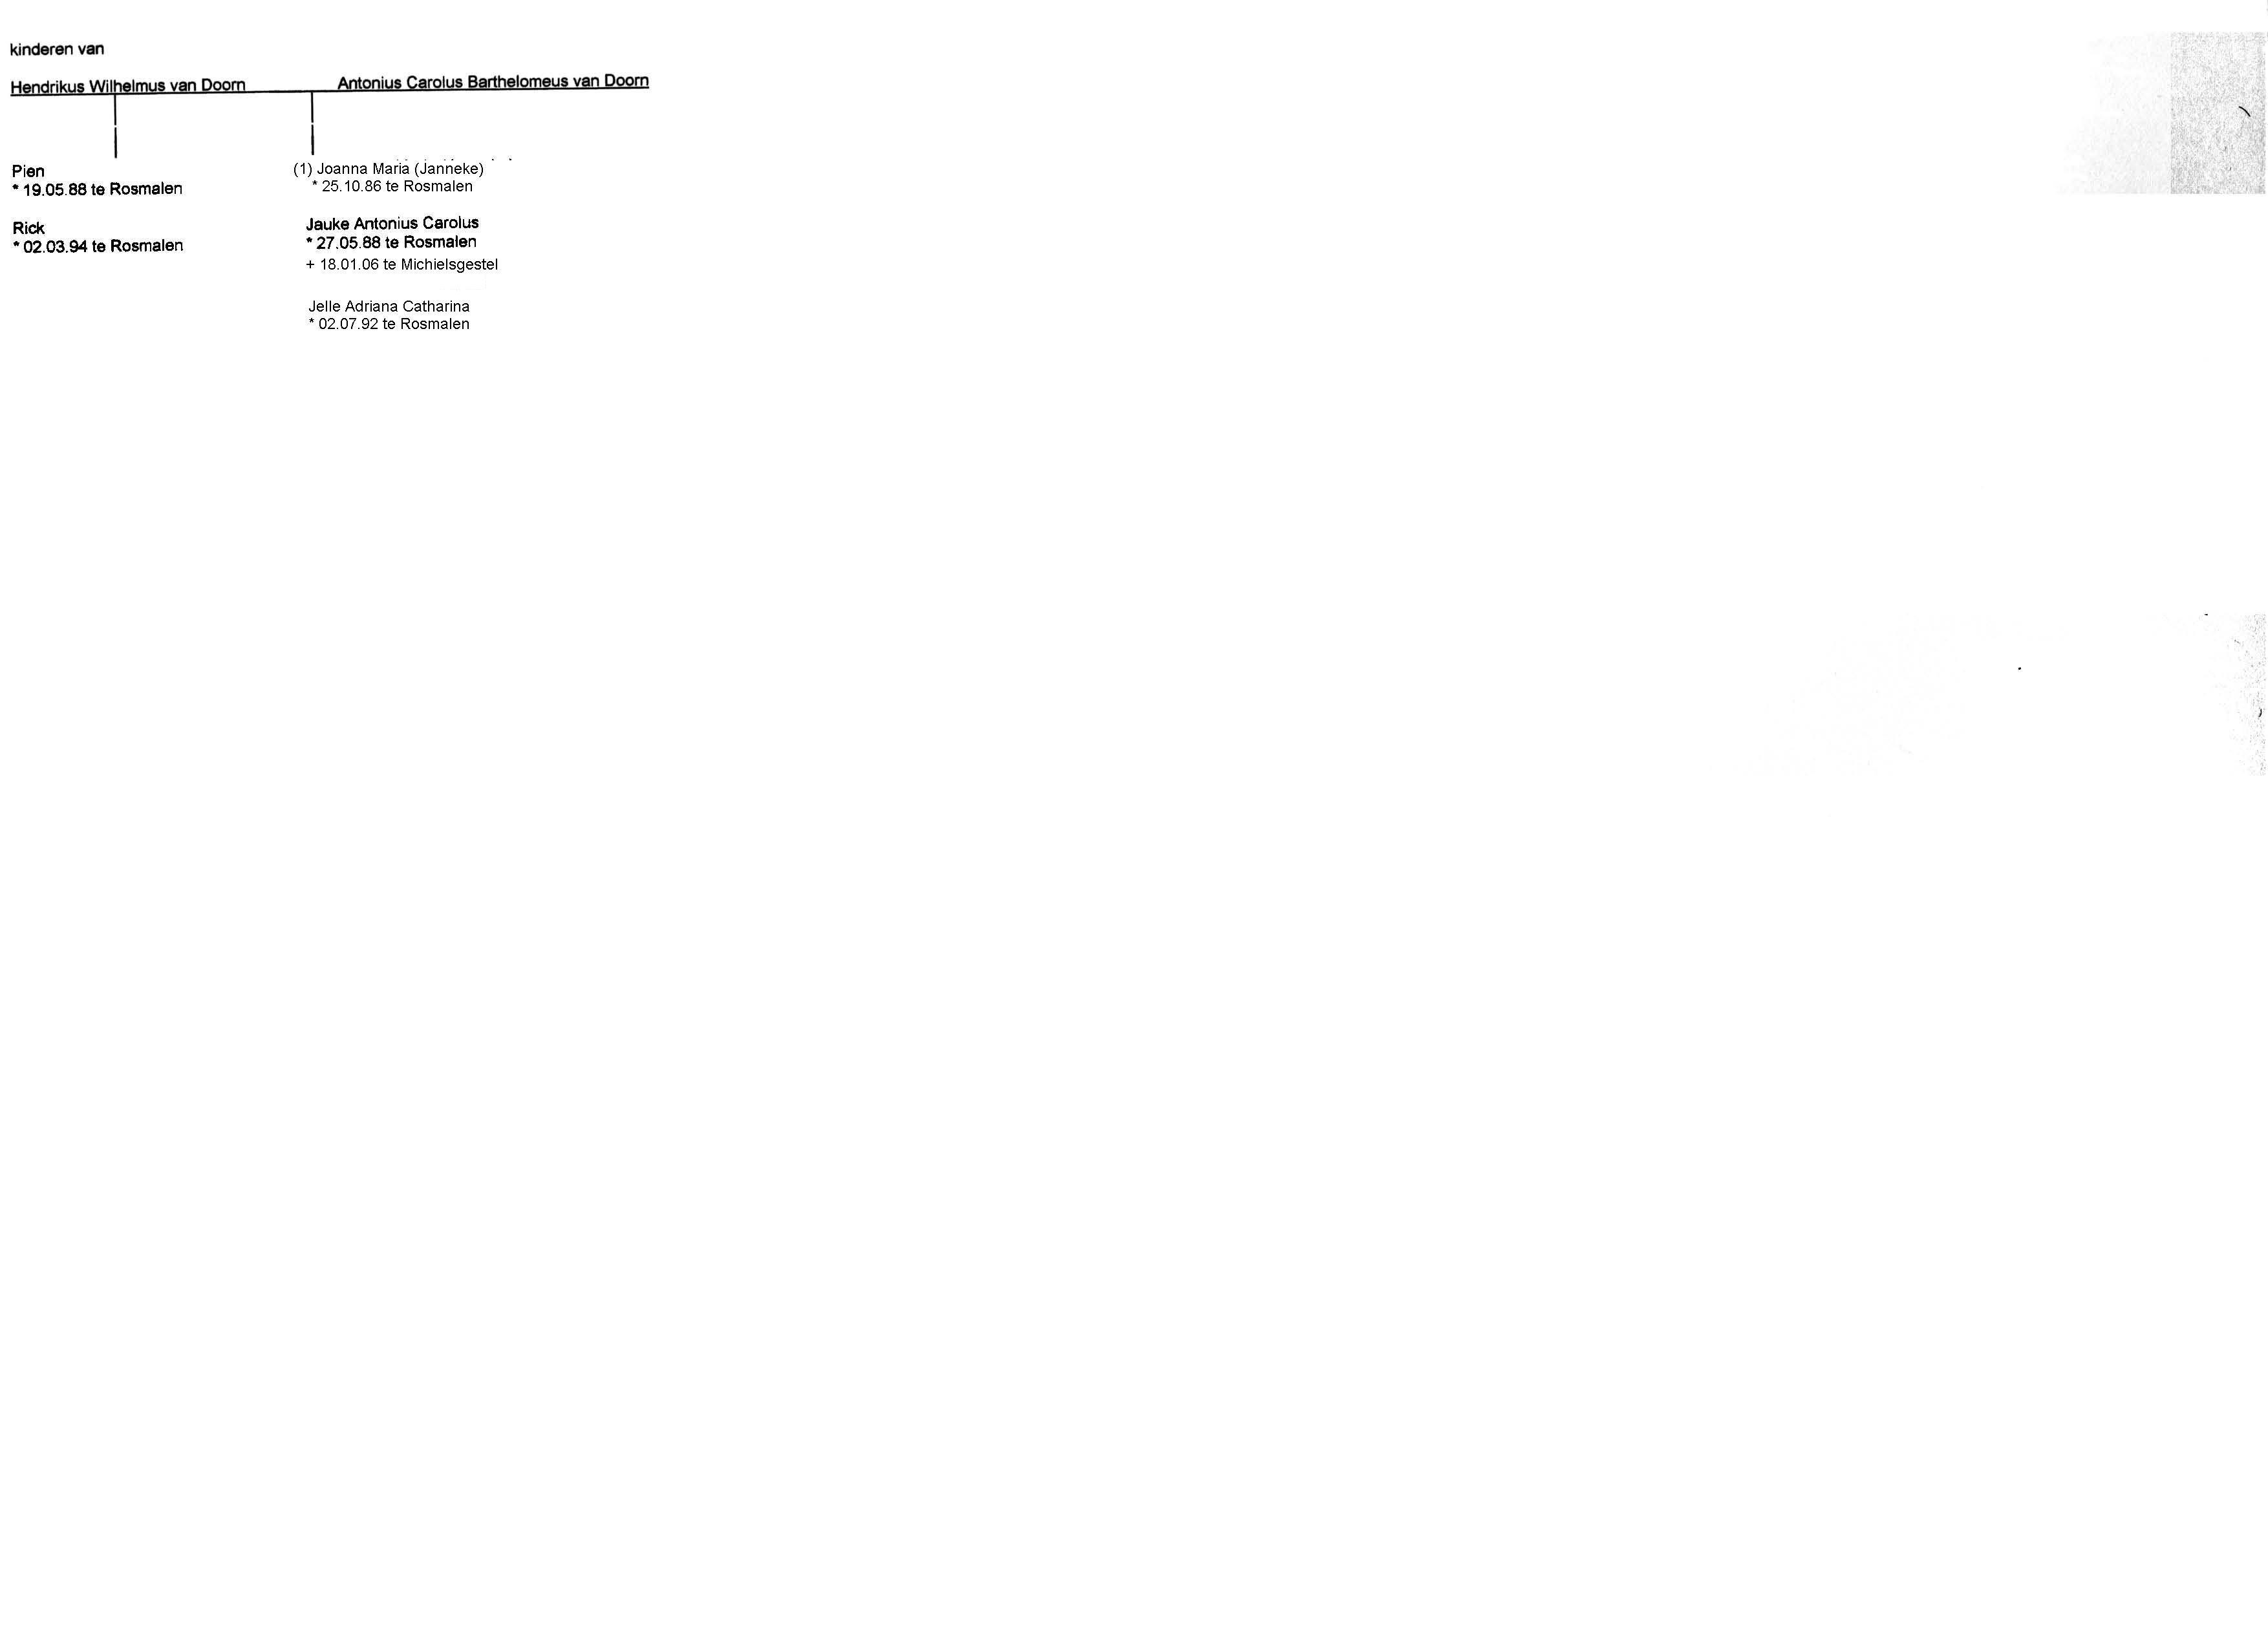 kinderen van
Hendrikus Wilhelmus van Doorn
Antonius Carolus Barthelomeus van Doorn
Pien
* 19.05.88 te Rosmalen
Rick
* 02.03.94 te Rosmalen
(1) Joanna Maria (Janneke)
* 25.10.86 te Rosmalen
Jauke Antonius Carolus
* 27.05.88 te Rosmalen
+ 18.01.06 te Michielsgestel
Jelle Adriana Catharina
* 02.07.92 te Rosmalen